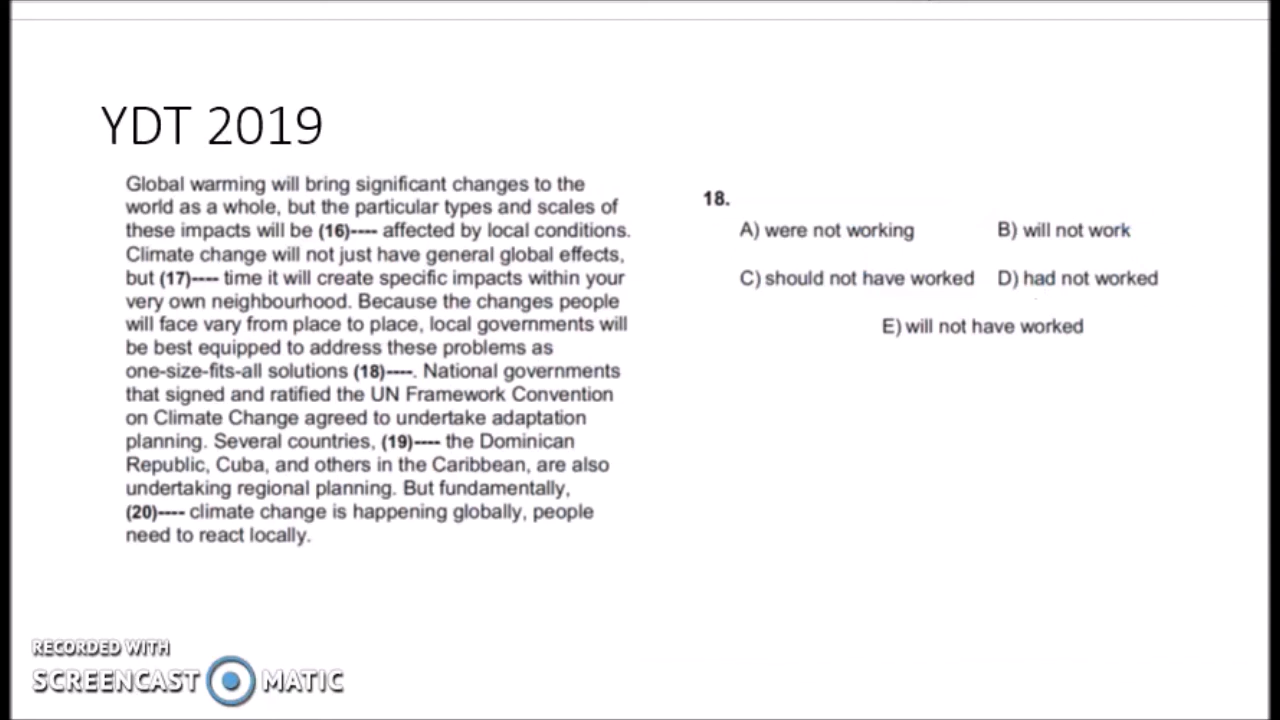 YDT 2019
Global warming will bring significant changes to the
world as a whole, but the particular types and scales of
these impacts will be (16)---- affected by local conditions.
Climate change will not just have general global effects,
but (17)---- time it will create specific impacts within your
very own neighbourhood. Because the changes people
will face vary from place to place, local governments will
be best equipped to address these problems as
one-size-fits-all solutions (18)----. National governments
that signed and ratified the UN Framework Convention
on Climate Change agreed to undertake adaptation
planning. Several countries, (19)---- the Dominican
Republic, Cuba, and others in the Caribbean, are also
undertaking regional planning. But fundamentally,
(20)---- climate change is happening globally, people
need to react locally.
18.
A) were not working B) will not work
C) should not have worked D) had not worked
E) will not have worked
RECORDED WITH
SCREENCAST MATIC